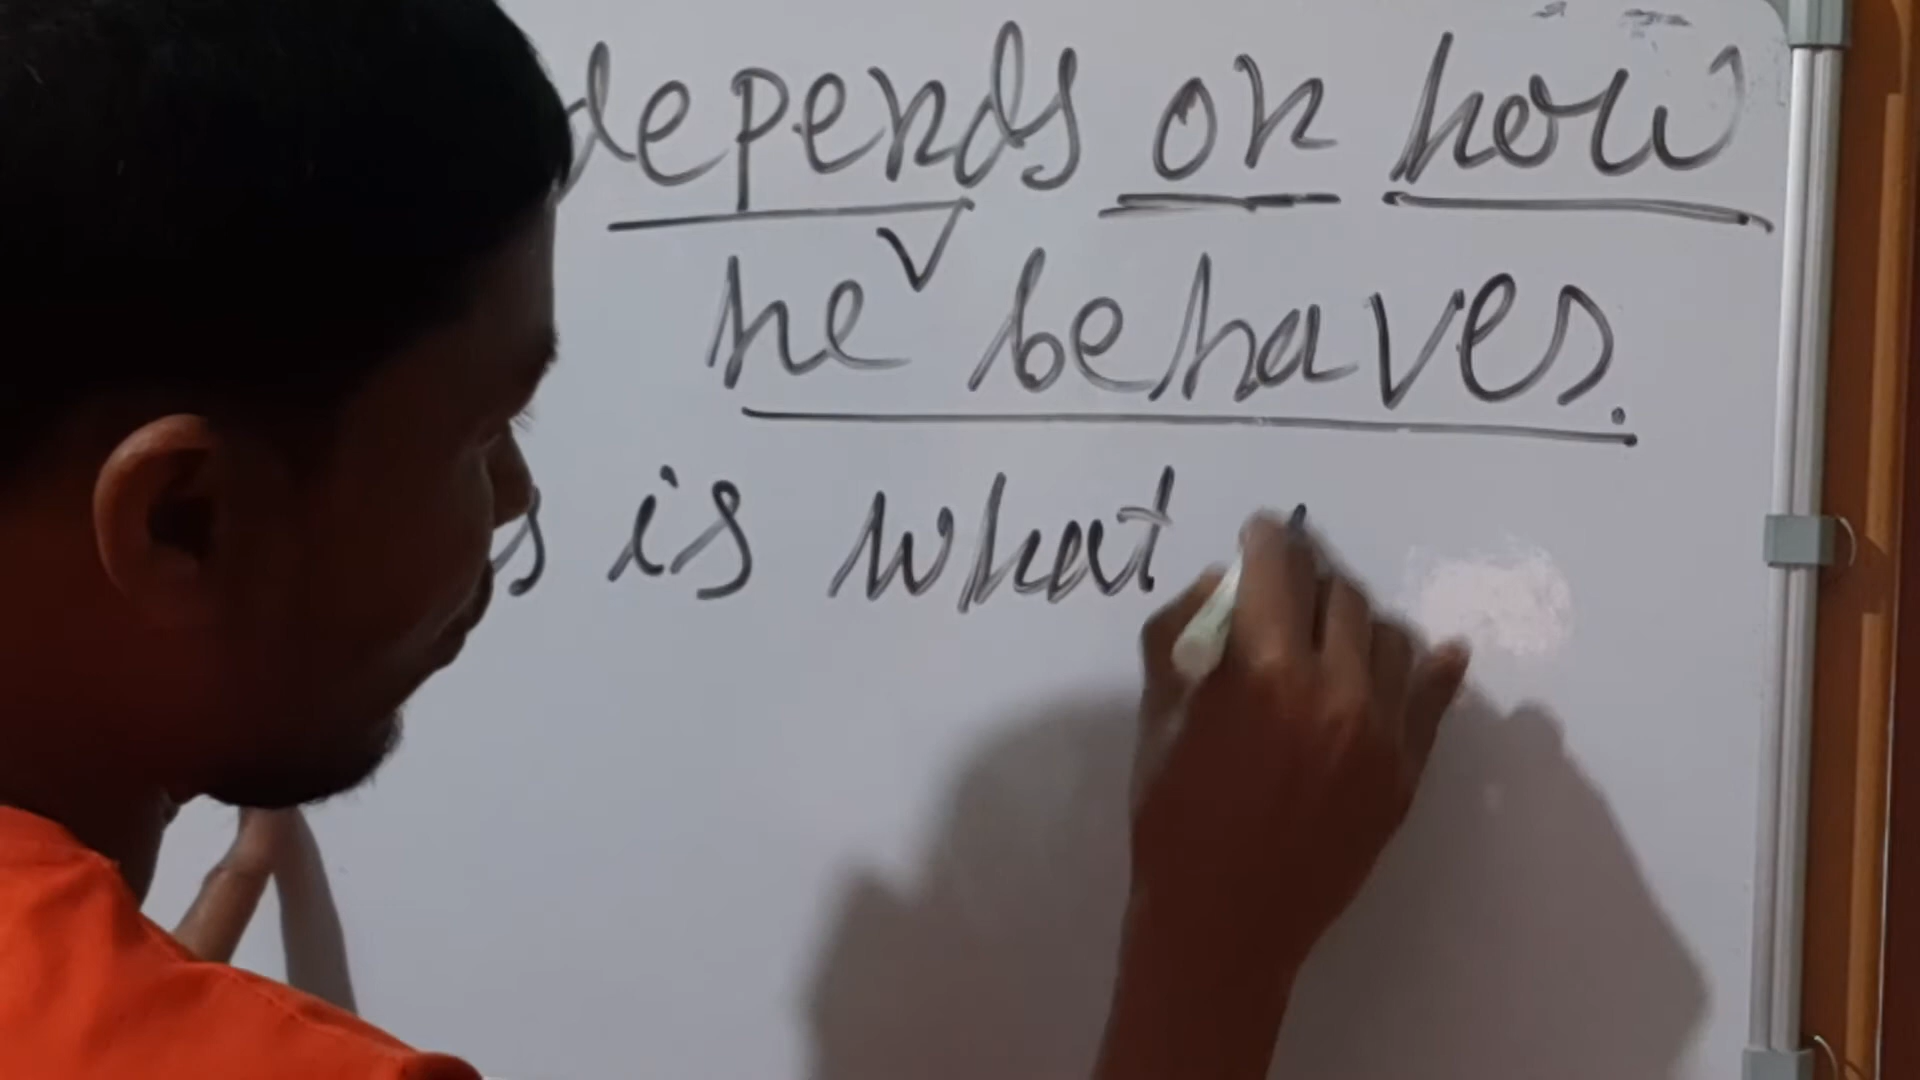 depends on how
he behaves.
is what